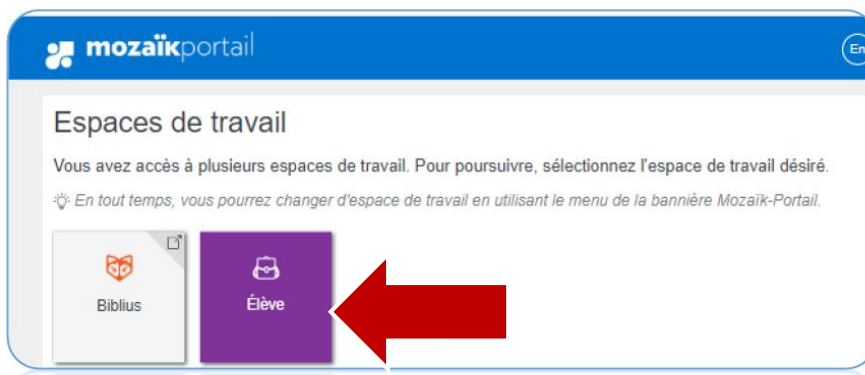 mozaïkportail
En
Espaces de travail
Vous avez accès à plusieurs espaces de travail. Pour poursuivre, sélectionnez l'espace de travail désiré.
En tout temps, vous pourrez changer d'espace de travail en utilisant le menu de la bannière Mozaïk-Portail.
Biblius
Élève